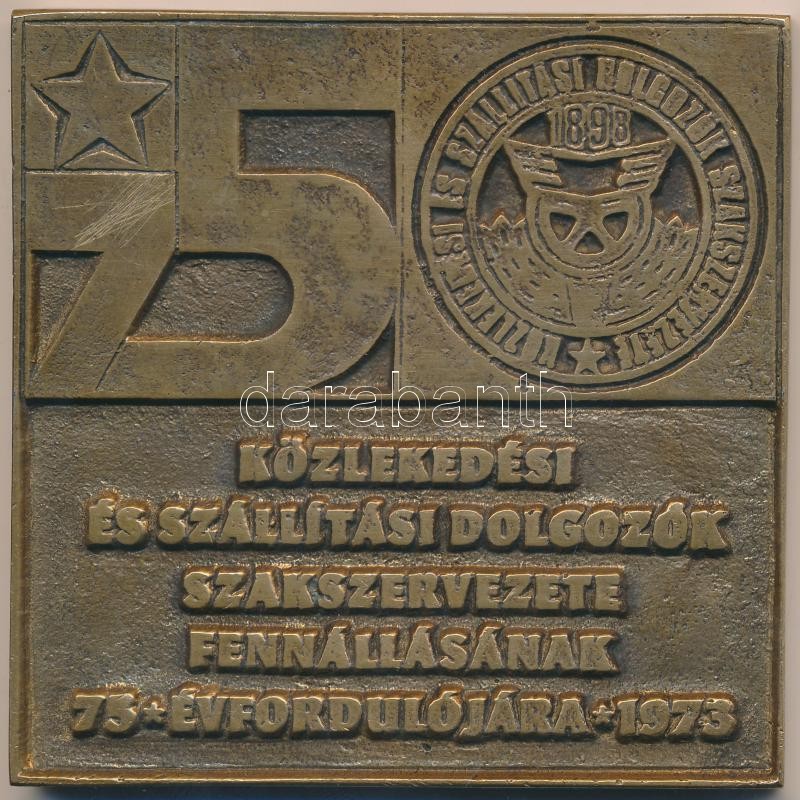 75
KÖZLEKEDÉSI ÉS SZÁLLÍTÁSI DOLGOZÓK SZAKSZERVEZETE
1898
darabanth
KÖZLEKEDÉSI
ÉS SZÁLLÍTÁSI DOLGOZÓK
SZAKSZERVEZETE
FENNÁLLÁSÁNAK
75★ÉVFORDULÓJÁRA★1973